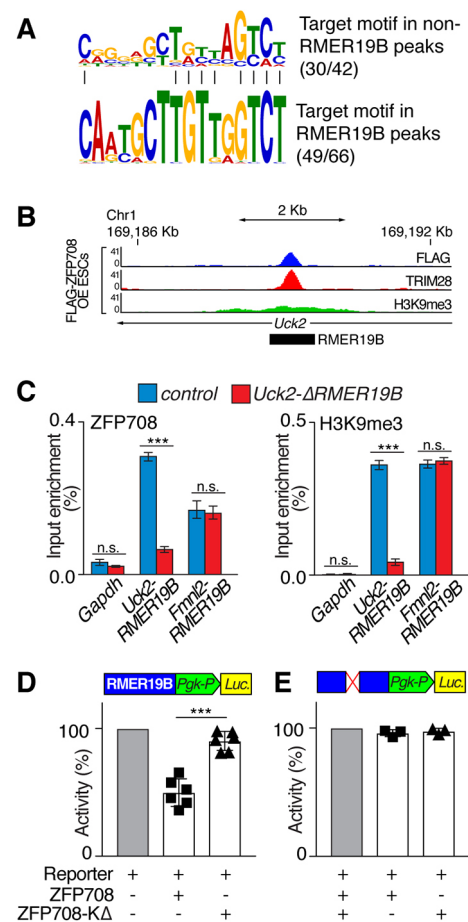 A
Target motif in non-
RMER19B peaks
(30/42)
Target motif in
RMER19B peaks
(49/66)
B
Chr1
2 Kb
169,186 Kb
169,192 Kb
FLAG-ZFP708
OE ESCs
41
0
FLAG
41
0
TRIM28
41
0
H3K9me3
Uck2
RMER19B
C
control
Uck2-ΔRMER19B
ZFP708
H3K9me3
Input enrichment
(%)
0.4
0.0
n.s.
***
n.s.
Gapdh
Uck2-
RMER19B
Fmnl2-
RMER19B
Input enrichment
(%)
0.5
0.0
n.s.
***
n.s.
Gapdh
Uck2-
RMER19B
Fmnl2-
RMER19B
D
RMER19B Pgk-P Luc.
***
Activity (%)
100
0
E
Pgk-P Luc.
Activity (%)
100
0
Reporter + + + + + +
ZFP708 - + - + + -
ZFP708-KΔ - - + + - +